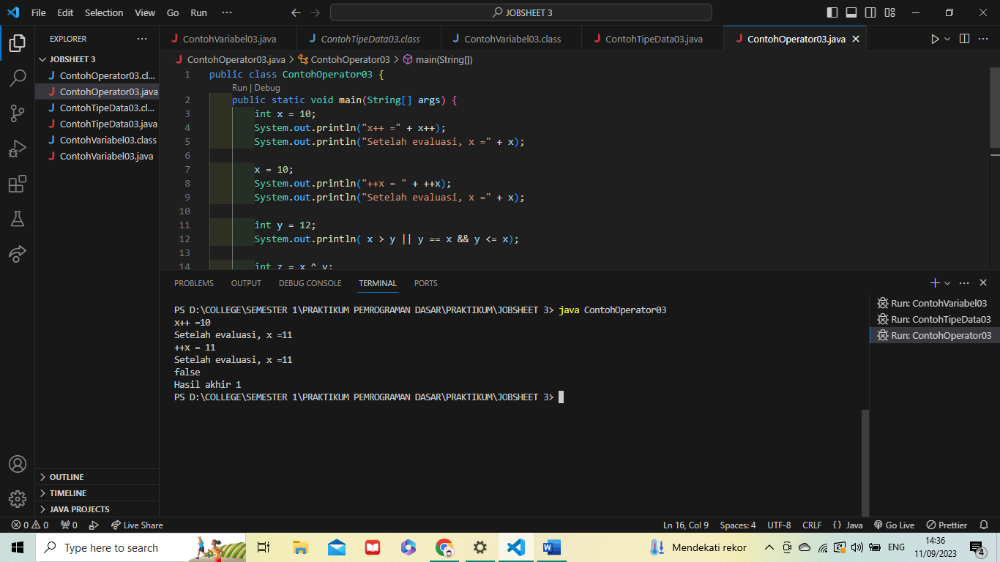 File Edit Selection View Go Run ··· JOBSHEET 3
EXPLORER ···
JOBSHEET 3
ContohOperator03.cl...
ContohOperator03.java
ContohTipeData03.cl...
ContohTipeData03.java
ContohVariabel03.class
ContohVariabel03.java
OUTLINE
TIMELINE
JAVA PROJECTS
ContohVariabel03.java ContohTipeData03.class ContohVariabel03.class ContohTipeData03.java ContohOperator03.java
ContohOperator03.java > ContohOperator03 > main(String[])
1 public class ContohOperator03 {
Run | Debug
2 public static void main(String[] args) {
3 int x = 10;
4 System.out.println("x++ =" + x++);
5 System.out.println("Setelah evaluasi, x =" + x);
6
7 x = 10;
8 System.out.println("++x = " + ++x);
9 System.out.println("Setelah evaluasi, x =" + x);
10
11 int y = 12;
12 System.out.println( x > y || y == x && y <= x);
13
14 int z = x ^ y;
PROBLEMS OUTPUT DEBUG CONSOLE TERMINAL PORTS
PS D:\COLLEGE\SEMESTER 1\PRAKTIKUM PEMROGRAMAN DASAR\PRAKTIKUM\JOBSHEET 3> java ContohOperator03
x++ =10
Setelah evaluasi, x =11
++x = 11
Setelah evaluasi, x =11
false
Hasil akhir 1
PS D:\COLLEGE\SEMESTER 1\PRAKTIKUM PEMROGRAMAN DASAR\PRAKTIKUM\JOBSHEET 3>
Run: ContohVariabel03
Run: ContohTipeData03
Run: ContohOperator03
0 0 0 Live Share Ln 16, Col 9 Spaces: 4 UTF-8 CRLF {} Java Go Live Prettier
Type here to search Mendekati rekor ENG 14:36
11/09/2023 4